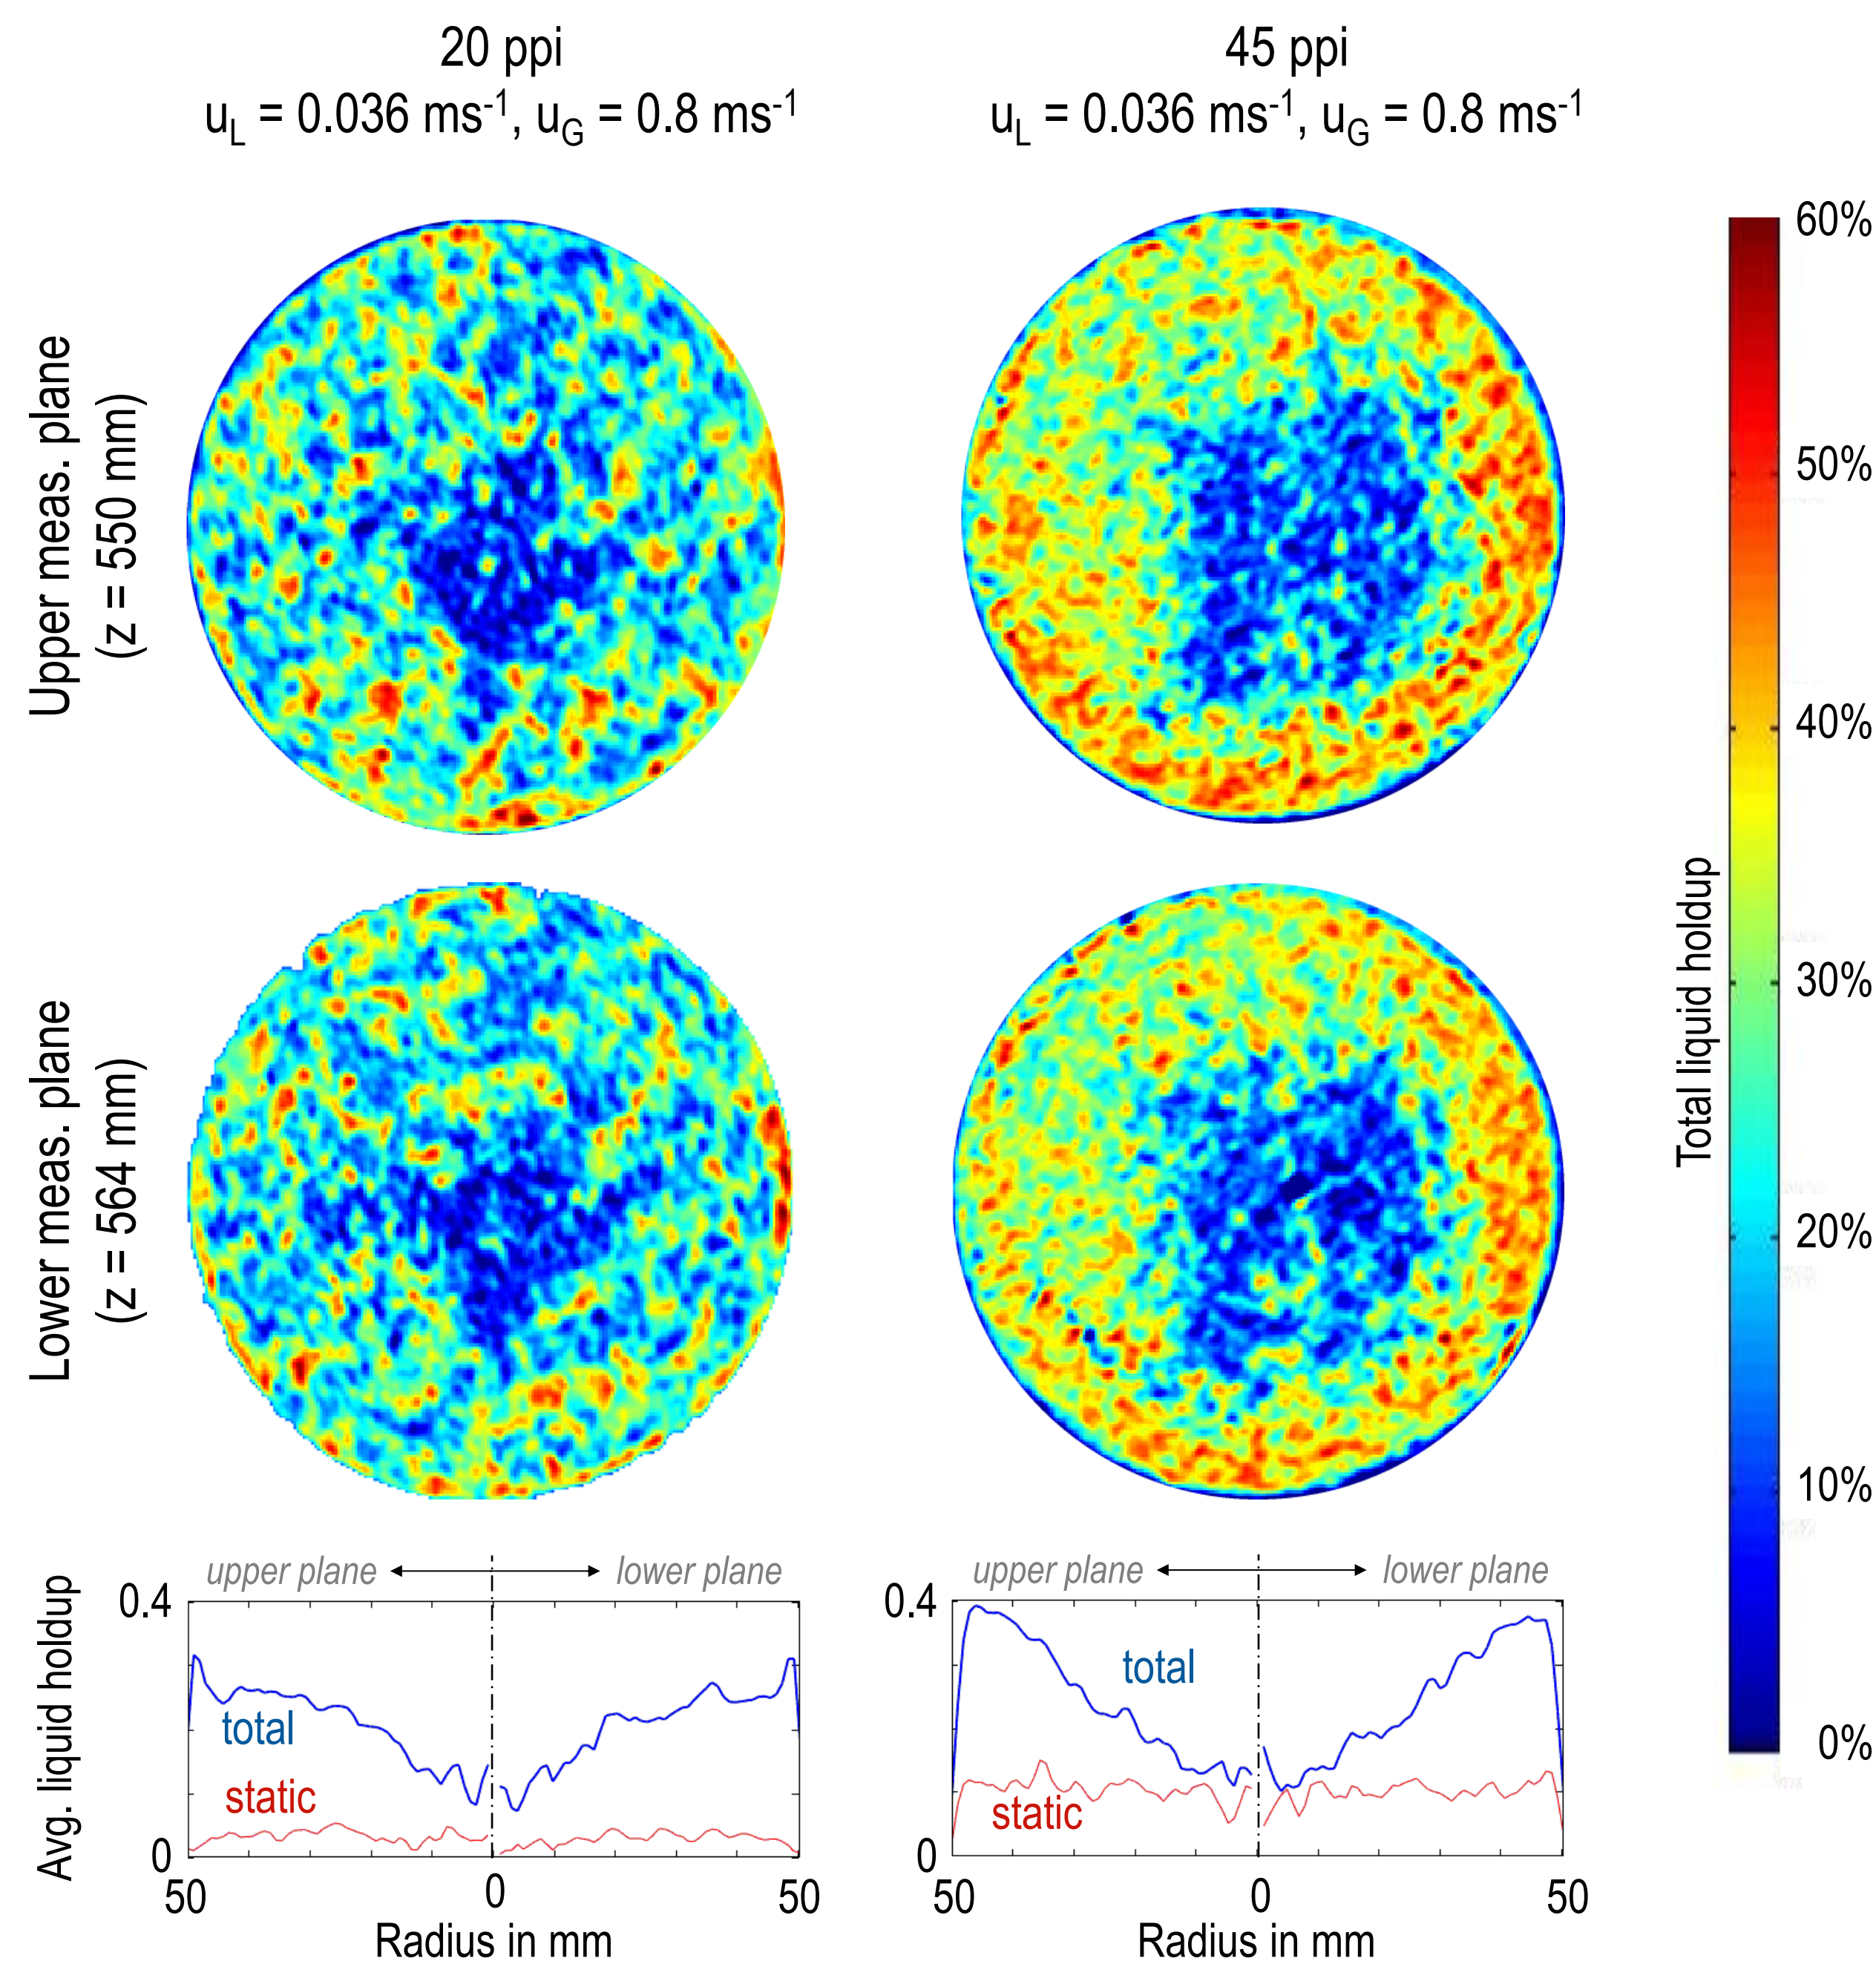 20 ppi
uL = 0.036 ms-1, uG = 0.8 ms-1
45 ppi
uL = 0.036 ms-1, uG = 0.8 ms-1
Upper meas. plane
(z = 550 mm)
Lower meas. plane
(z = 564 mm)
60%
50%
40%
30%
20%
10%
0%
Total liquid holdup
upper plane
lower plane
0.4
total
static
0
50
0
50
Radius in mm
Avg. liquid holdup
upper plane
lower plane
0.4
total
static
0
50
0
50
Radius in mm